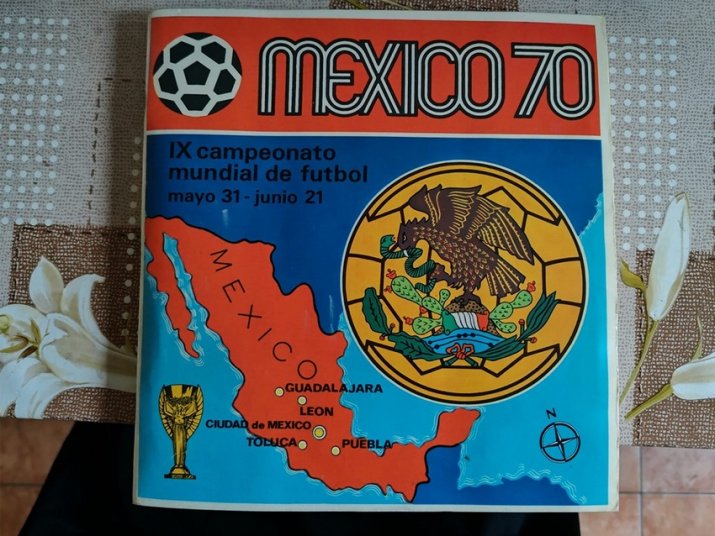 MEXICO 70
IX campeonato
mundial de futbol
mayo 31 - junio 21
MEXICO
GUADALAJARA
LEON
CIUDAD de MEXICO
TOLUCA
PUEBLA
N